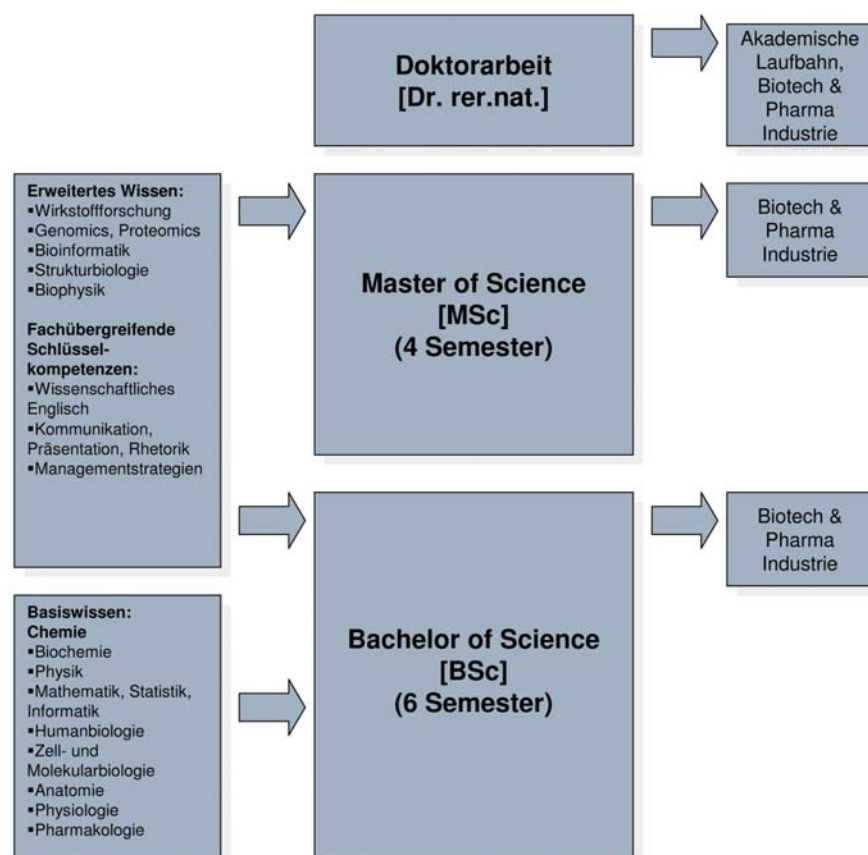 Doktorarbeit
[Dr. rer.nat.]
Akademische
Laufbahn,
Biotech &
Pharma
Industrie
Erweitertes Wissen:
▪Wirkstoffforschung
▪Genomics, Proteomics
▪Bioinformatik
▪Strukturbiologie
▪Biophysik
Fachübergreifende
Schlüssel-
kompetenzen:
▪Wissenschaftliches
Englisch
▪Kommunikation,
Präsentation, Rhetorik
▪Managementstrategien
Master of Science
[MSc]
(4 Semester)
Biotech &
Pharma
Industrie
Basiswissen:
Chemie
▪Biochemie
▪Physik
▪Mathematik, Statistik,
Informatik
▪Humanbiologie
▪Zell- und
Molekularbiologie
▪Anatomie
▪Physiologie
▪Pharmakologie
Bachelor of Science
[BSc]
(6 Semester)
Biotech &
Pharma
Industrie